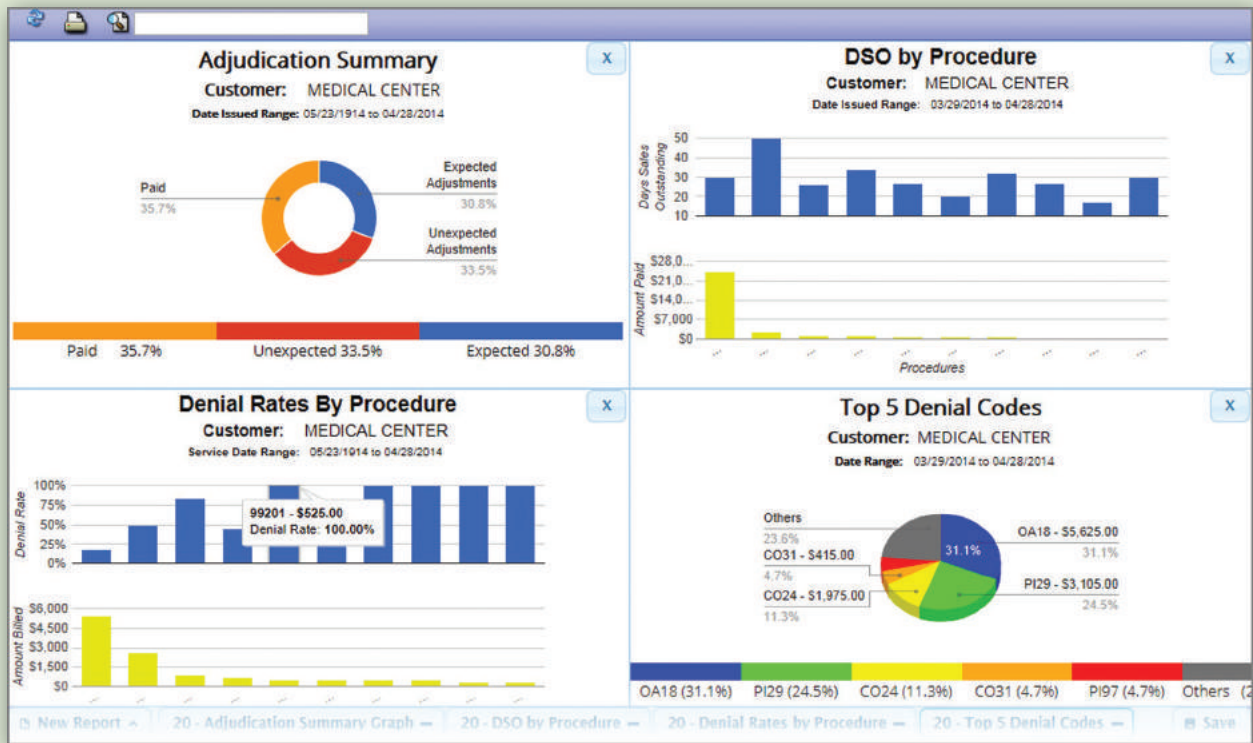 Adjudication Summary
X
Customer: MEDICAL CENTER
Date Issued Range: 05/23/1914 to 04/28/2014
Paid
35.7%
Expected
Adjustments
30.8%
Unexpected
Adjustments
33.5%
Paid 35.7%
Unexpected 33.5%
Expected 30.8%
DSO by Procedure
X
Customer: MEDICAL CENTER
Date Issued Range: 03/29/2014 to 04/28/2014
Days Sales
Outstanding
50
40
30
20
10
Amount Paid
$28,0...
$21,0...
$14,0...
$7,000
$0
... ... ... ... ... ... ... ... ... ...
Procedures
Denial Rates By Procedure
X
Customer: MEDICAL CENTER
Service Date Range: 05/23/1914 to 04/28/2014
Denial Rate
100%
75%
50%
25%
0%
99201 - $525.00
Denial Rate: 100.00%
Amount Billed
$6,000
$4,500
$3,000
$1,500
$0
... ... ... ... ... ... ... ... ... ...
Top 5 Denial Codes
X
Customer: MEDICAL CENTER
Date Range: 03/29/2014 to 04/28/2014
Others
23.6%
CO31 - $415.00
4.7%
CO24 - $1,975.00
11.3%
31.1%
OA18 - $5,625.00
31.1%
PI29 - $3,105.00
24.5%
OA18 (31.1%)
PI29 (24.5%)
CO24 (11.3%)
CO31 (4.7%)
PI97 (4.7%)
Others (2
New Report
20 - Adjudication Summary Graph
20 - DSO by Procedure
20 - Denial Rates by Procedure
20 - Top 5 Denial Codes
Save